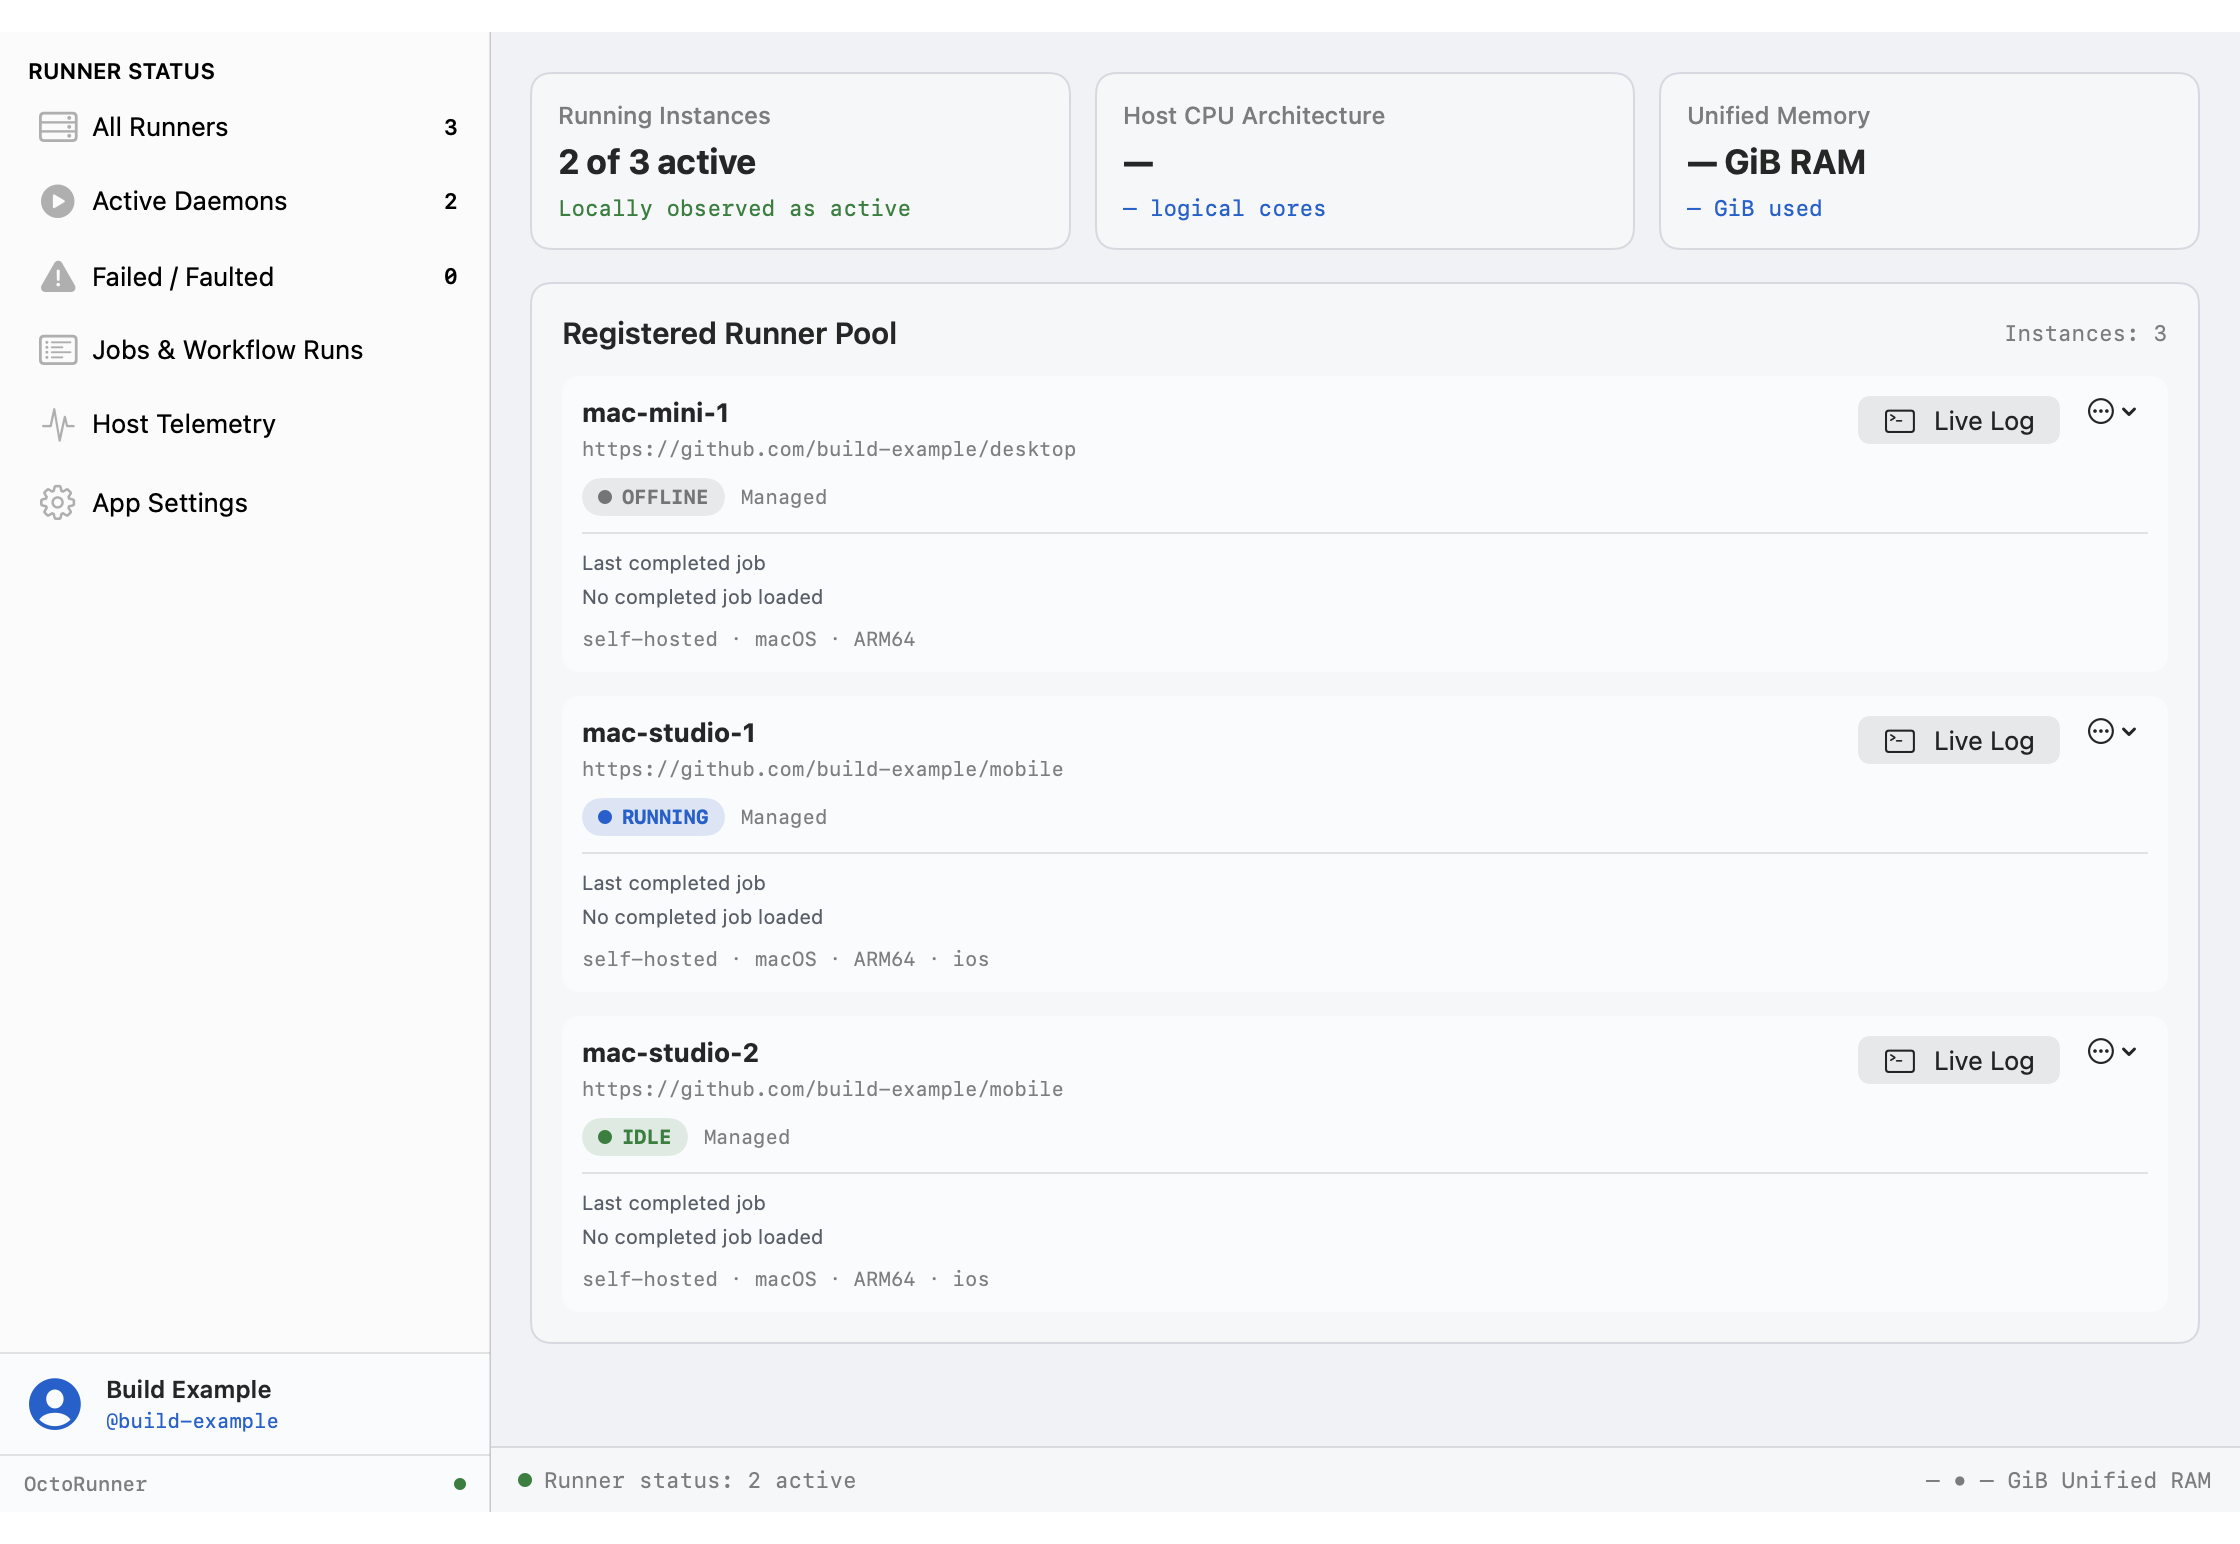 RUNNER STATUS
All Runners 3
Active Daemons 2
Failed / Faulted 0
Jobs & Workflow Runs
Host Telemetry
App Settings
Build Example
@build-example
OctoRunner
Running Instances
2 of 3 active
Locally observed as active
Host CPU Architecture
—
— logical cores
Unified Memory
— GiB RAM
— GiB used
Registered Runner Pool
Instances: 3
mac-mini-1
Live Log
https://github.com/build-example/desktop
OFFLINE Managed
Last completed job
No completed job loaded
self-hosted · macOS · ARM64
mac-studio-1
Live Log
https://github.com/build-example/mobile
RUNNING Managed
Last completed job
No completed job loaded
self-hosted · macOS · ARM64 · ios
mac-studio-2
Live Log
https://github.com/build-example/mobile
IDLE Managed
Last completed job
No completed job loaded
self-hosted · macOS · ARM64 · ios
Runner status: 2 active
— • — GiB Unified RAM